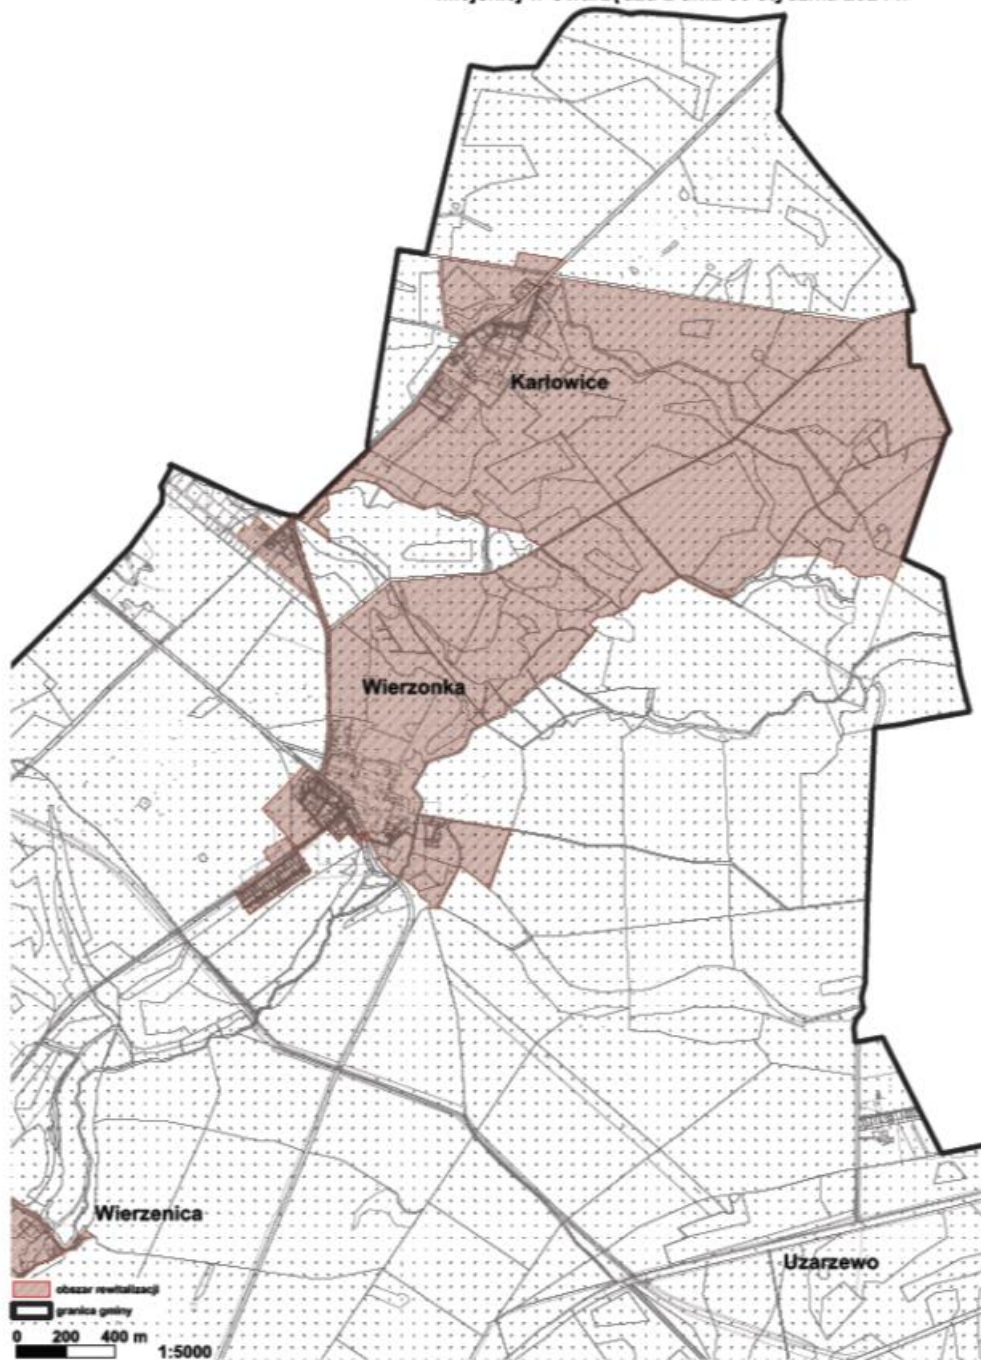 Karłowice
Wierzonka
Wierzenica
Uzarzewo
obszar rewitalizacji
granica gminy
0 200 400 m
1:5000